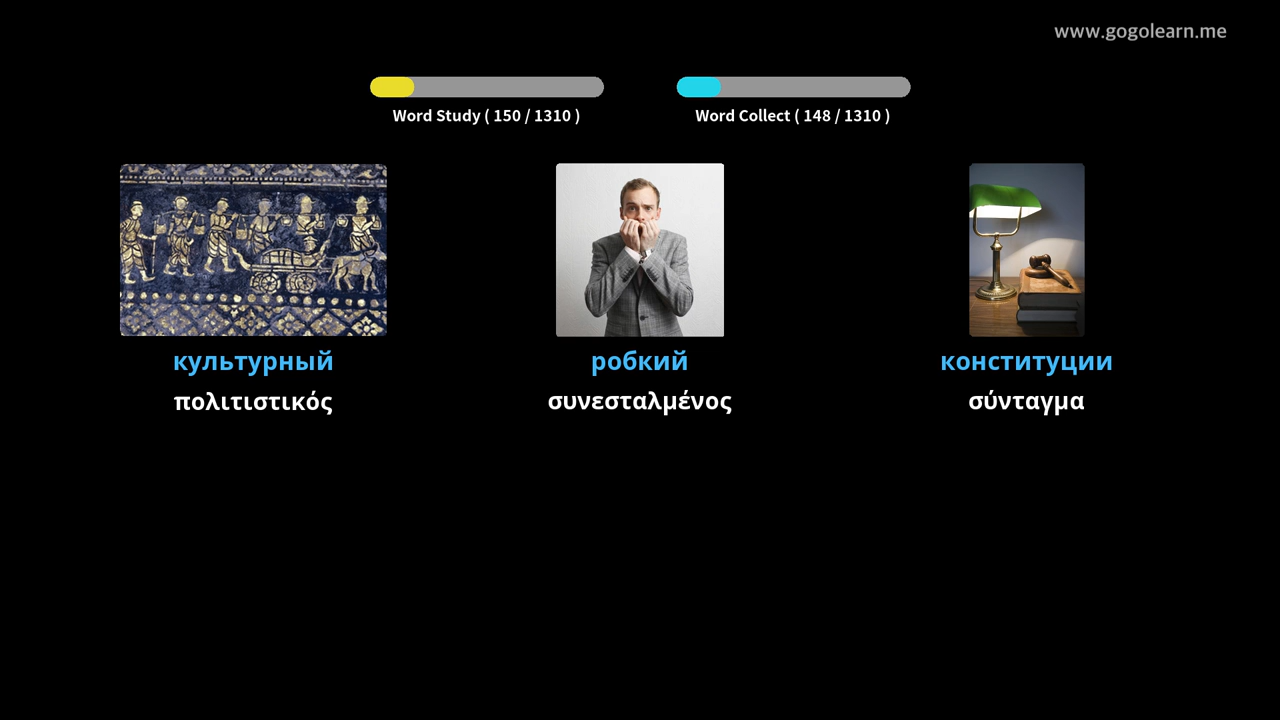 www.gogolearn.me
Word Study ( 150 / 1310 )
Word Collect ( 148 / 1310 )
культурный
робкий
конституции
πολιτιστικός
συνεσταλμένος
σύνταγμα